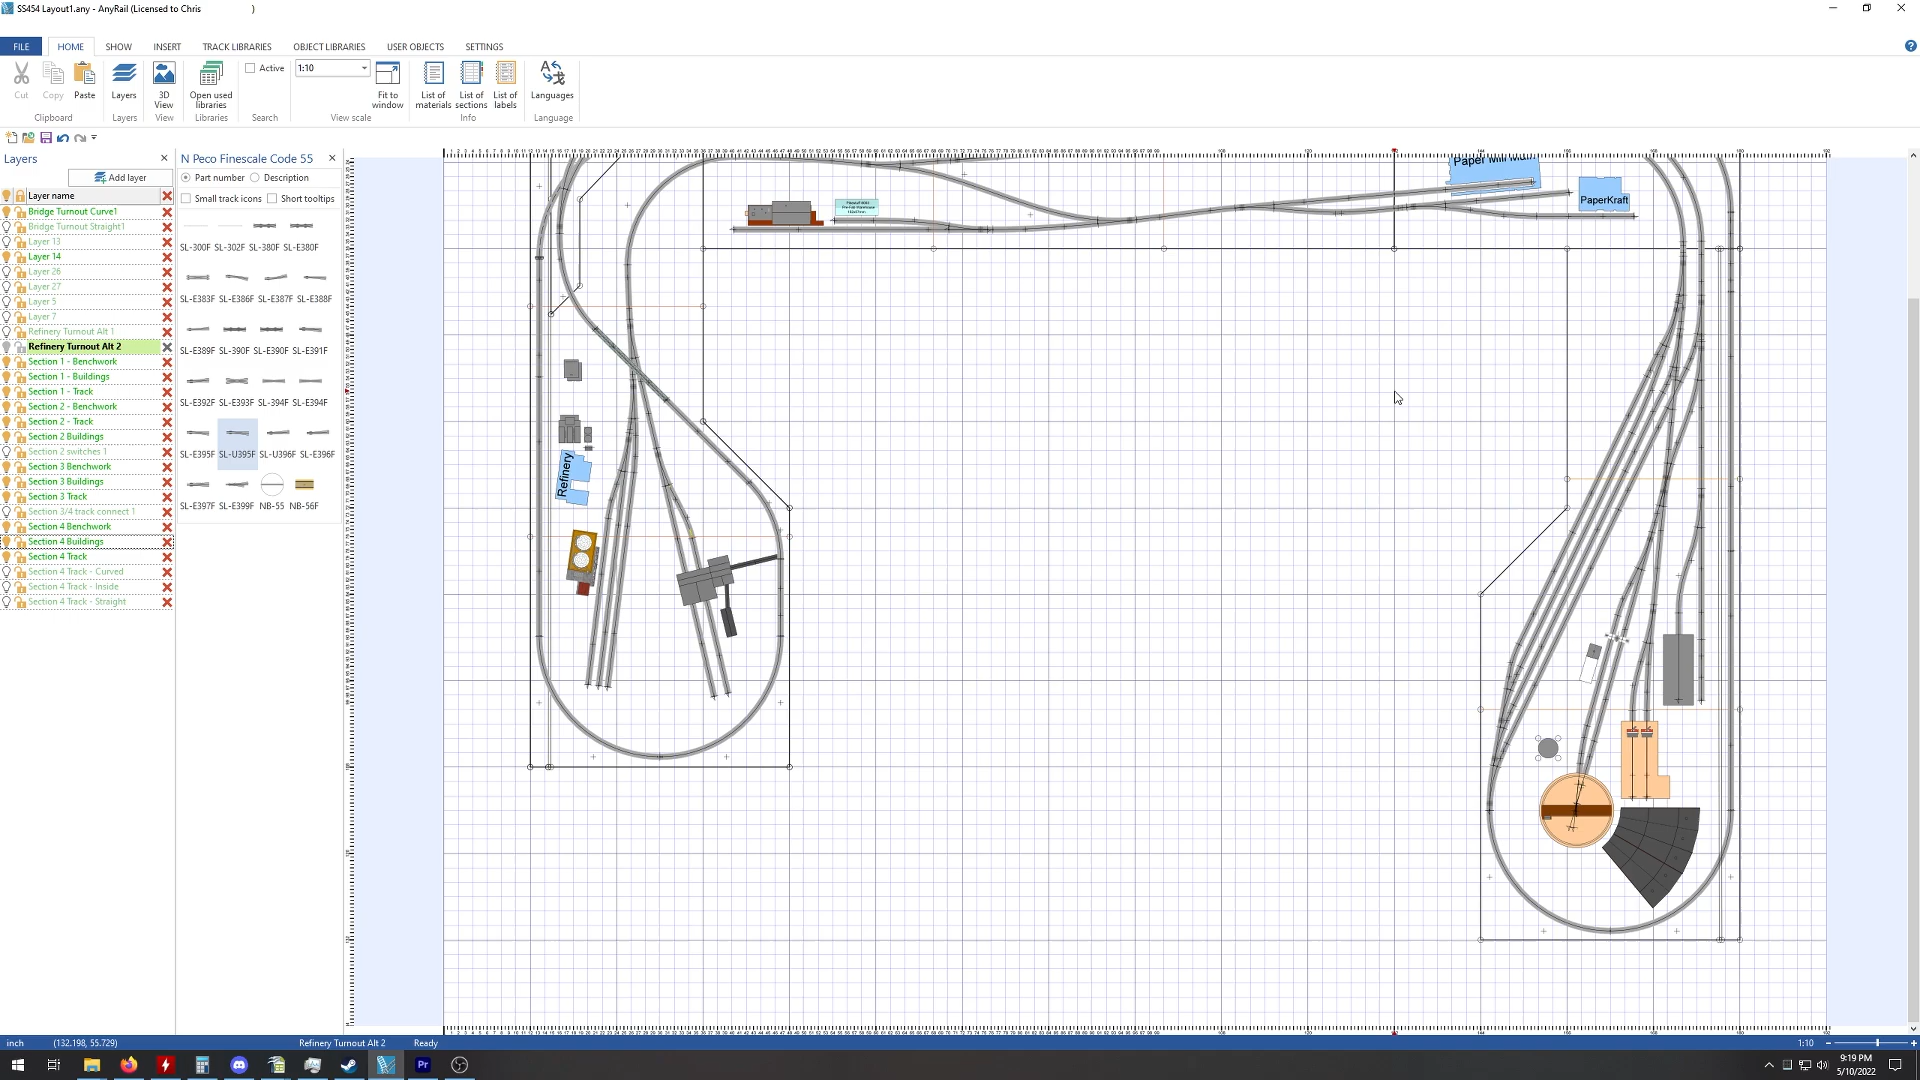 SS454 Layout1.any - AnyRail (Licensed to Chris )
FILE HOME SHOW INSERT TRACK LIBRARIES OBJECT LIBRARIES USER OBJECTS SETTINGS
Active 1:10
Cut Copy Paste Layers 3D View Open used libraries Fit to window List of materials List of sections List of labels Languages
Clipboard Layers View Libraries Search View scale Info Language
Layers
Add layer
Layer name
Bridge Turnout Curve1
Bridge Turnout Straight1
Layer 13
Layer 14
Layer 26
Layer 27
Layer 5
Layer 7
Refinery Turnout Alt 1
Refinery Turnout Alt 2
Section 1 - Benchwork
Section 1 - Buildings
Section 1 - Track
Section 2 - Benchwork
Section 2 - Track
Section 2 Buildings
Section 2 switches 1
Section 3 Benchwork
Section 3 Buildings
Section 3 Track
Section 3/4 track connect 1
Section 4 Benchwork
Section 4 Buildings
Section 4 Track
Section 4 Track - Curved
Section 4 Track - Inside
Section 4 Track - Straight
N Peco Finescale Code 55
Part number Description
Small track icons Short tooltips
SL-300F SL-302F SL-380F SL-E380F
SL-E383F SL-E386F SL-E387F SL-E388F
SL-E389F SL-390F SL-E390F SL-E391F
SL-E392F SL-E393F SL-394F SL-E394F
SL-E395F SL-U395F SL-U396F SL-E396F
SL-E397F SL-E399F NB-55 NB-56F
Paper Mill
PaperKraft
Refinery
inch (132.198, 55.729) Refinery Turnout Alt 2 Ready 1:10
Pr
9:19 PM
5/10/2022